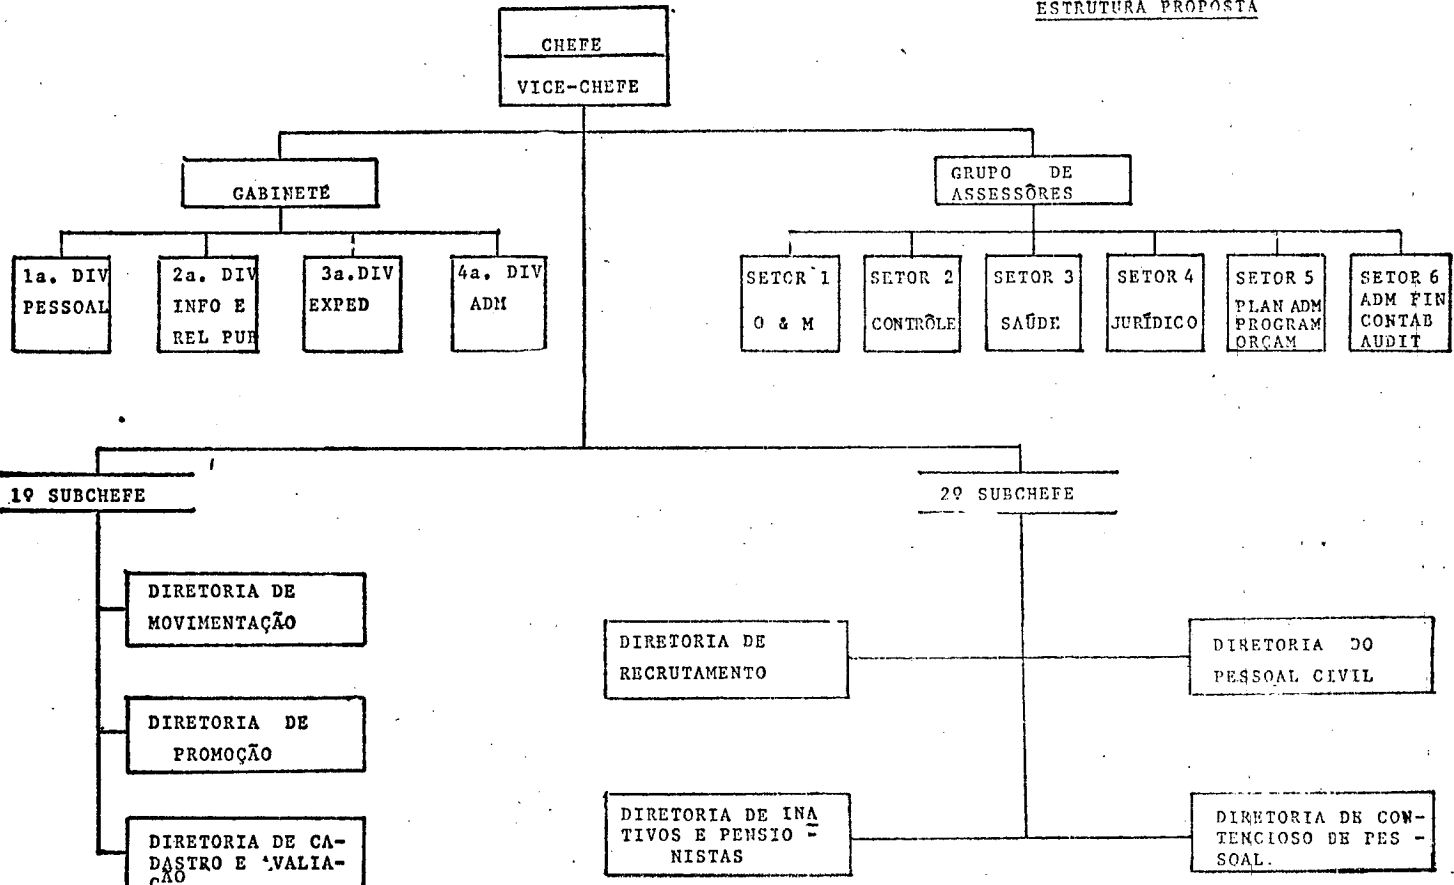 ESTRUTURA PROPOSTA
CHEFE
VICE-CHEFE
GABINETE
GRUPO DE
ASSESSÔRES
1a. DIV
PESSOAL
2a. DIV
INFO E
REL PUB
3a.DIV
EXPED
4a. DIV
ADM
SETOR 1
O & M
SETOR 2
CONTRÔLE
SETOR 3
SAÚDE
SETOR 4
JURÍDICO
SETOR 5
PLAN ADM
PROGRAM
ORÇAM
SETOR 6
ADM FIN
CONTAB
AUDIT
1º SUBCHEFE
2º SUBCHEFE
DIRETORIA DE
MOVIMENTAÇÃO
DIRETORIA DE
PROMOÇÃO
DIRETORIA DE CA-
DASTRO E AVALIA-
ÇÃO
DIRETORIA DE
RECRUTAMENTO
DIRETORIA DO
PESSOAL CIVIL
DIRETORIA DE INA
TIVOS E PENSIO -
NISTAS
DIRETORIA DE CON-
TENCIOSO DE PES -
SOAL.